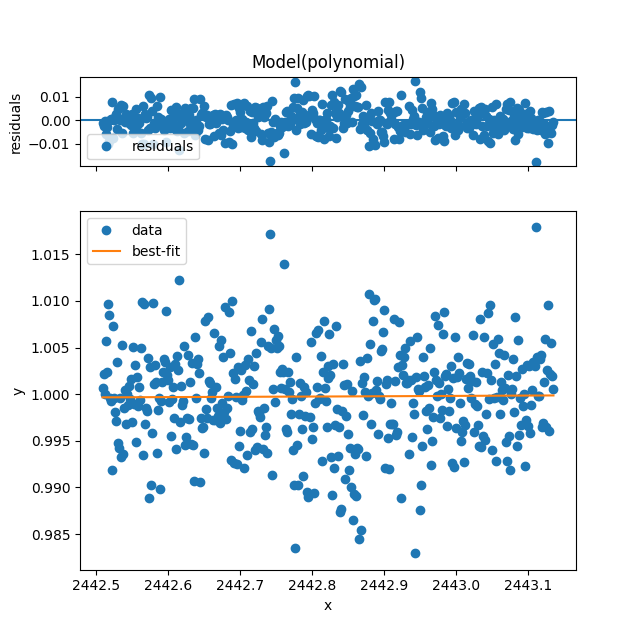 Model(polynomial)
0.01
0.00
−0.01
residuals
residuals
data
best-fit
1.015
1.010
1.005
1.000
0.995
0.990
0.985
y
2442.5 2442.6 2442.7 2442.8 2442.9 2443.0 2443.1
x